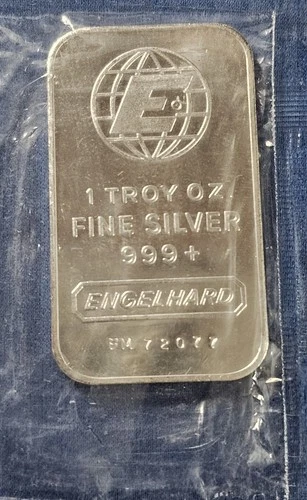 E
1 TROY OZ.
FINE SILVER
999+
ENGELHARD
72077